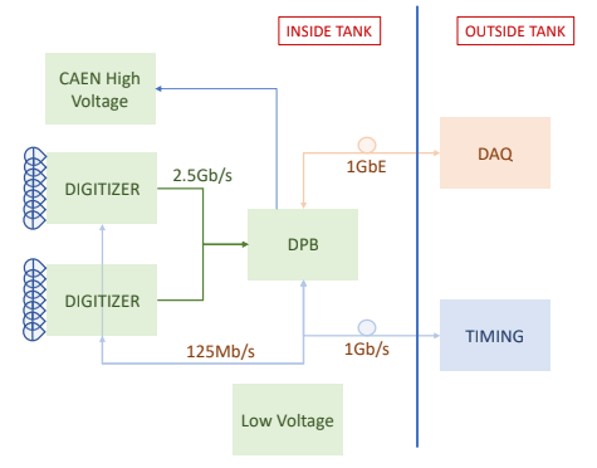 INSIDE TANK
OUTSIDE TANK
CAEN High
Voltage
DIGITIZER
2.5Gb/s
1GbE
DAQ
DPB
DIGITIZER
125Mb/s
1Gb/s
TIMING
Low Voltage